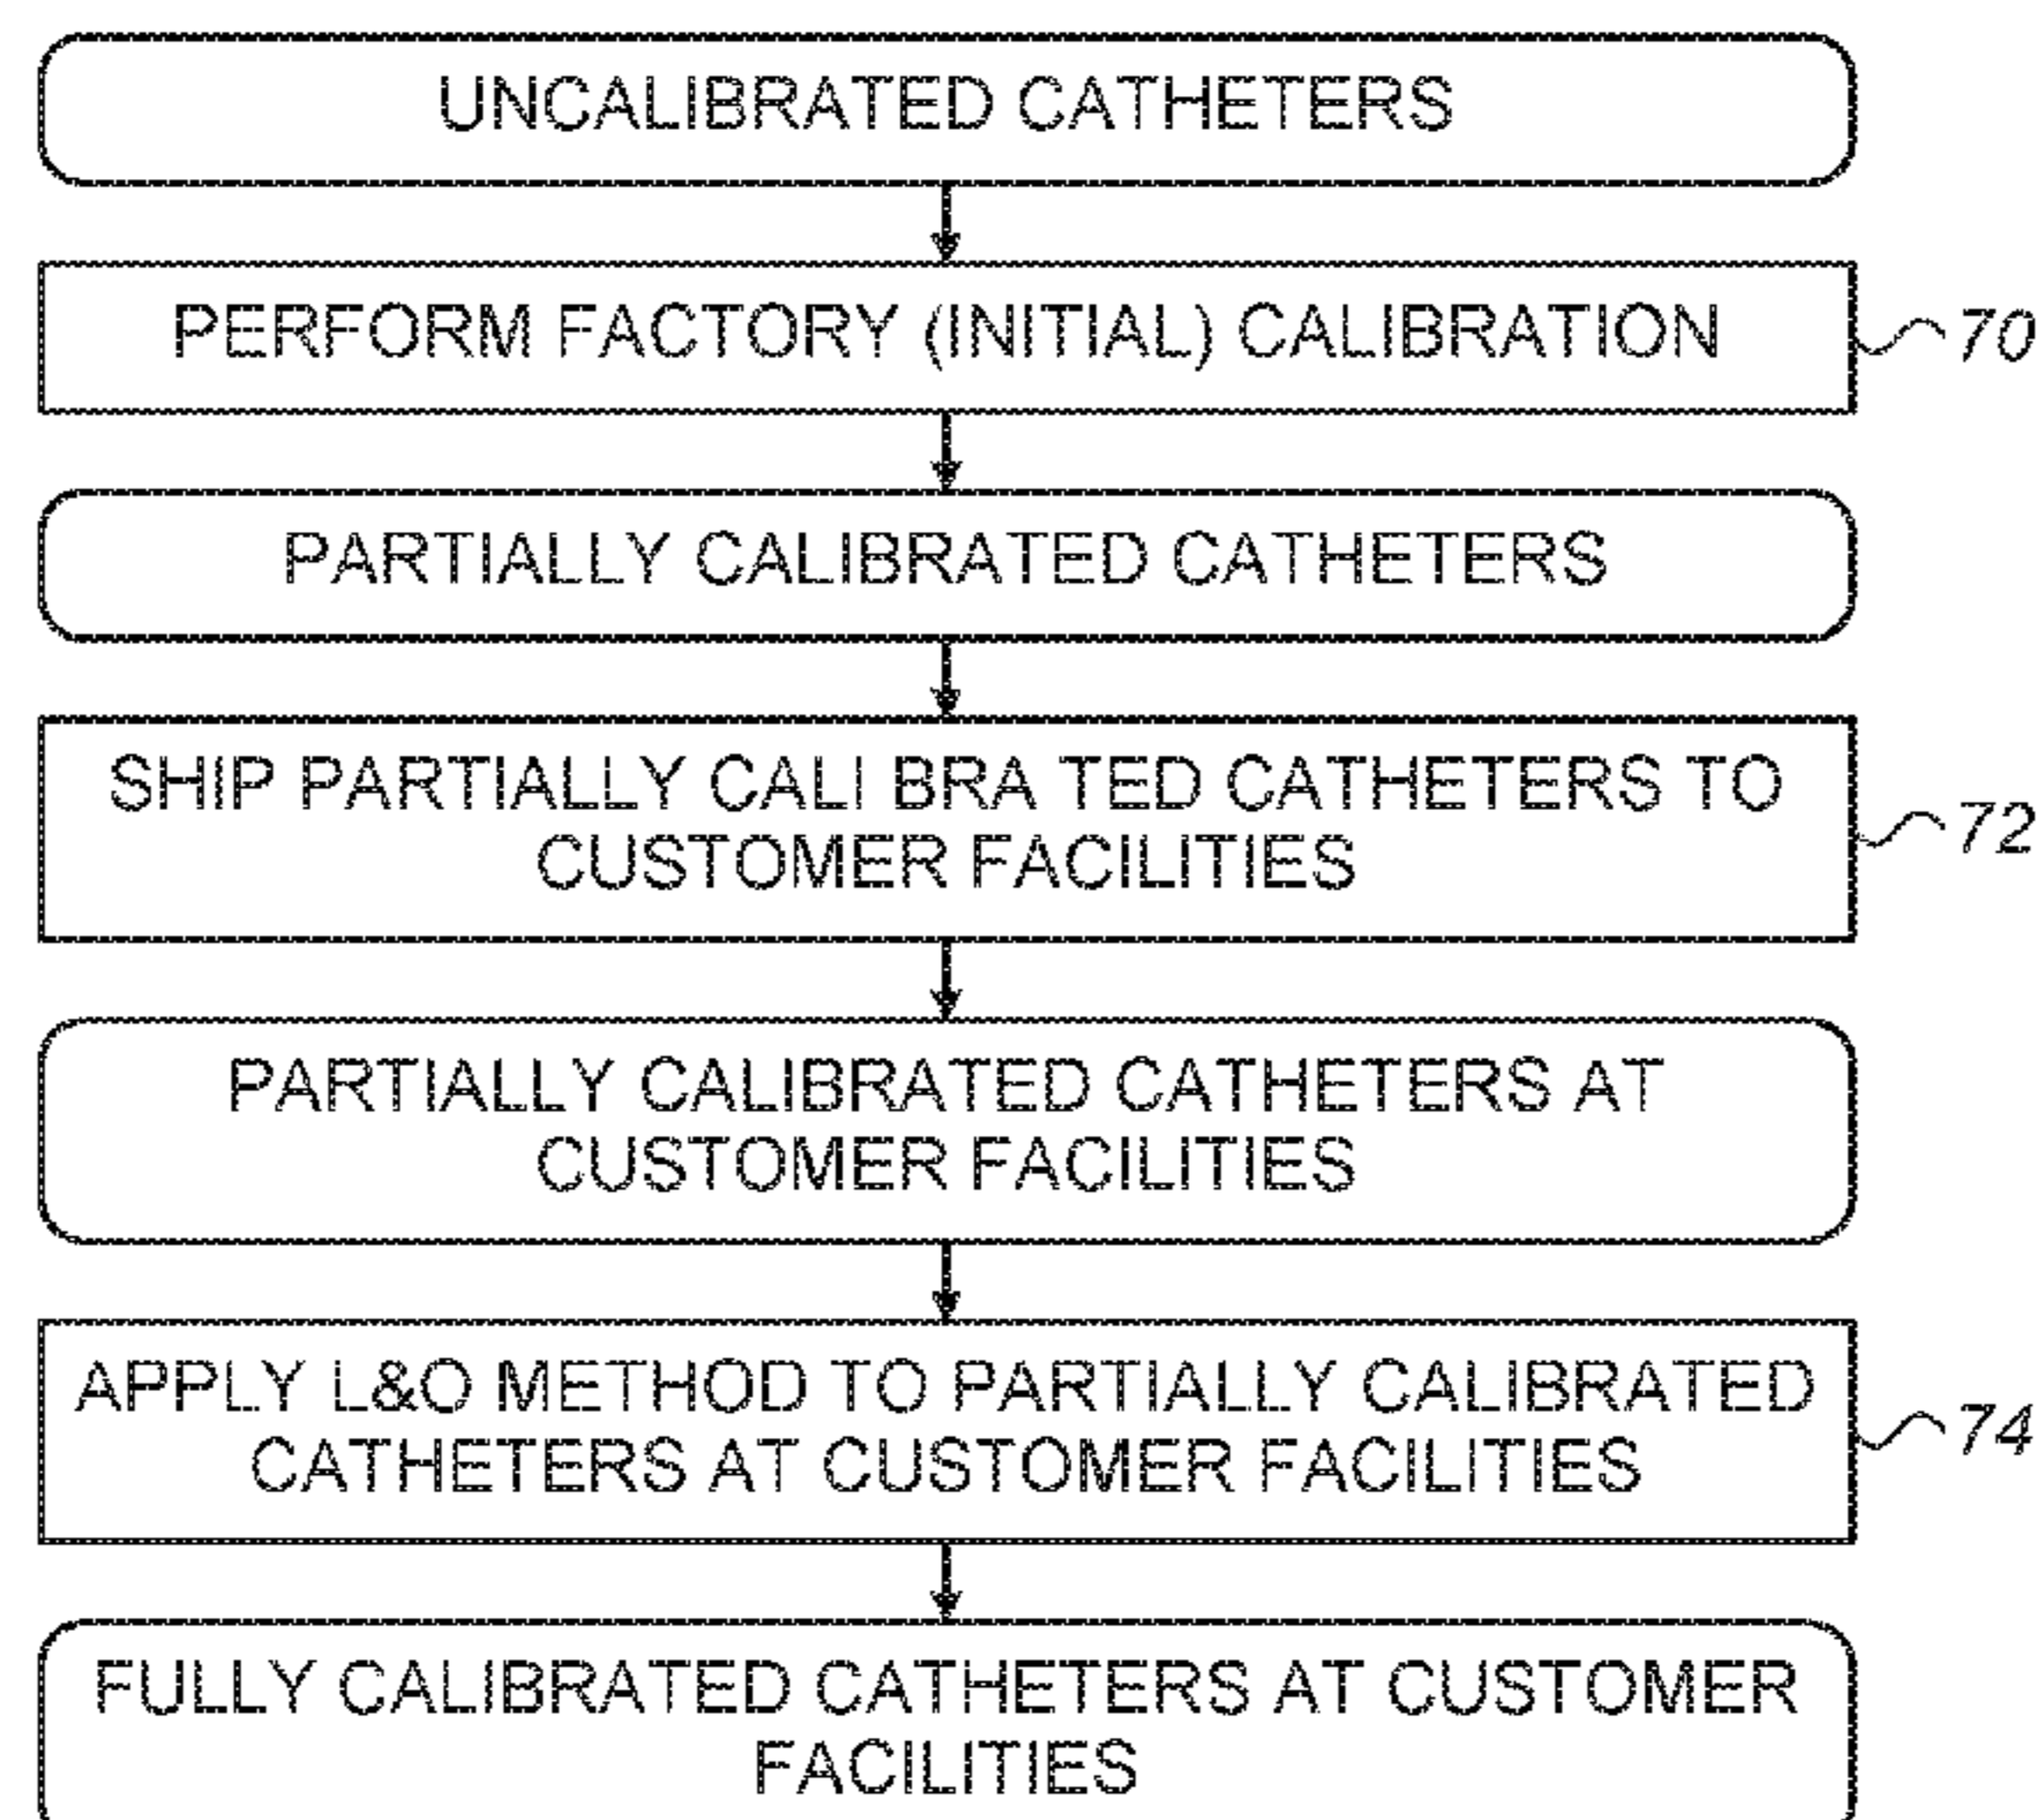 UNCALIBRATED CATHETERS
PERFORM FACTORY (INITIAL) CALIBRATION
70
PARTIALLY CALIBRATED CATHETERS
SHIP PARTIALLY CALI BRA TED CATHETERS TO
CUSTOMER FACILITIES
72
PARTIALLY CALIBRATED CATHETERS AT
CUSTOMER FACILITIES
APPLY L&O METHOD TO PARTIALLY CALIBRATED
CATHETERS AT CUSTOMER FACILITIES
74
FULLY CALIBRATED CATHETERS AT CUSTOMER
FACILITIES